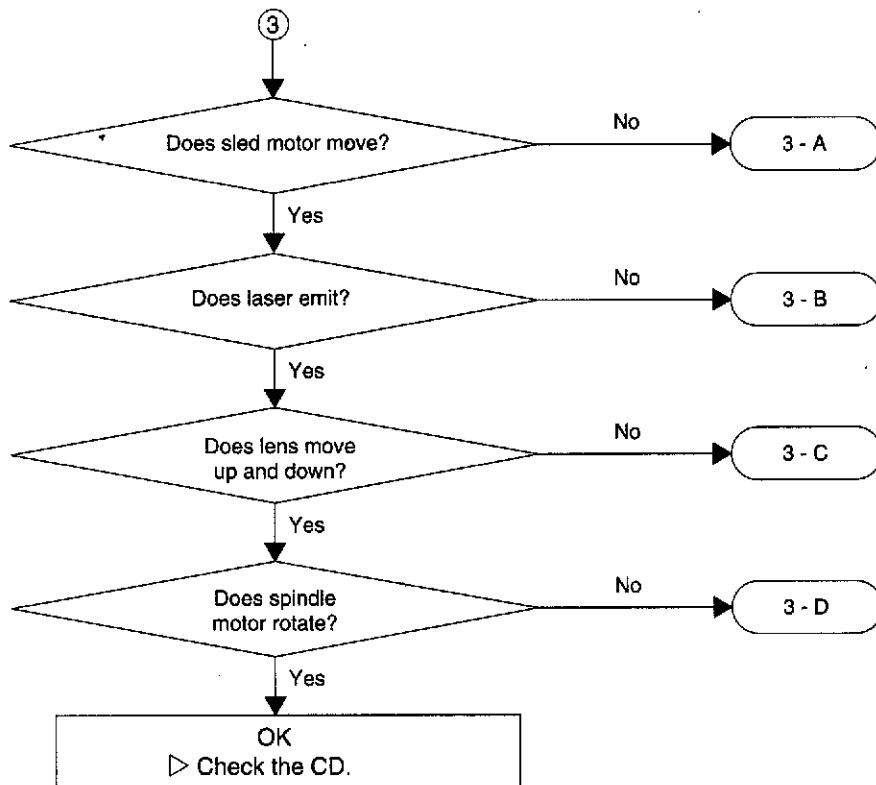 3
Does sled motor move?
No
3 - A
Yes
Does laser emit?
No
3 - B
Yes
Does lens move
up and down?
No
3 - C
Yes
Does spindle
motor rotate?
No
3 - D
Yes
OK
▷ Check the CD.